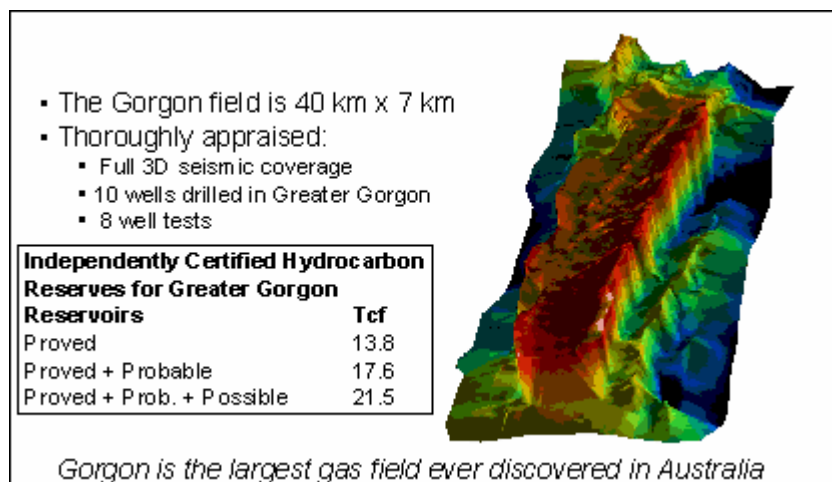 ▪ The Gorgon field is 40 km x 7 km
▪ Thoroughly appraised:
▪ Full 3D seismic coverage
▪ 10 wells drilled in Greater Gorgon
▪ 8 well tests
Independently Certified Hydrocarbon
Reserves for Greater Gorgon
Reservoirs Tcf
Proved 13.8
Proved + Probable 17.6
Proved + Prob. + Possible 21.5
Gorgon is the largest gas field ever discovered in Australia